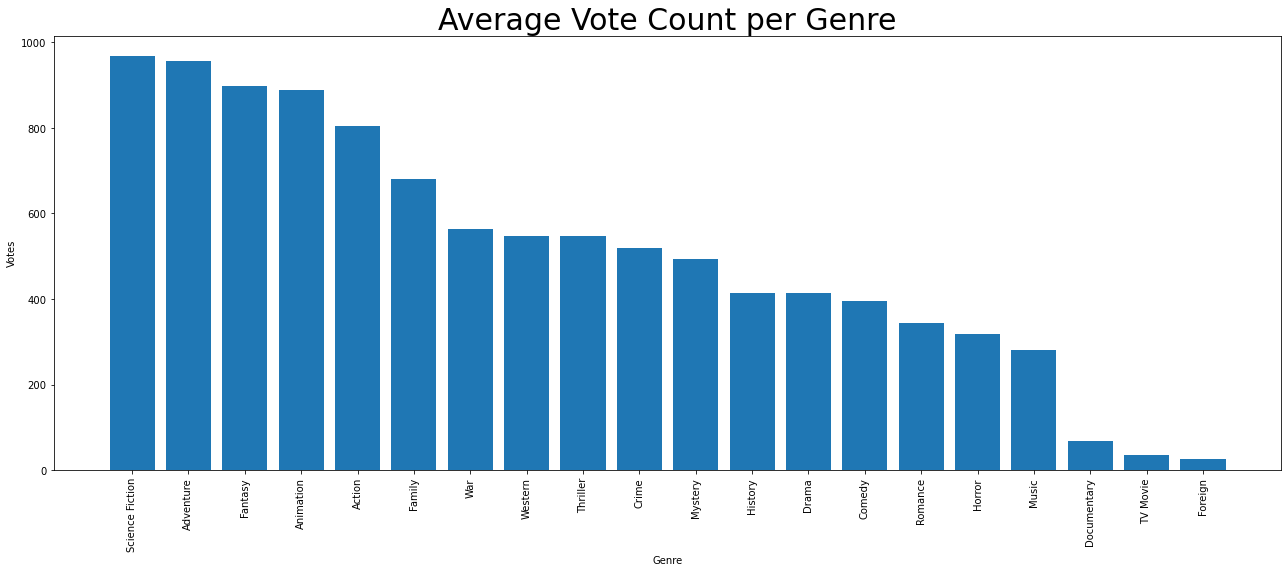 Average Vote Count per Genre
1000
800
600
400
200
0
Votes
Science Fiction
Adventure
Fantasy
Animation
Action
Family
War
Western
Thriller
Crime
Mystery
History
Drama
Comedy
Romance
Horror
Music
Documentary
TV Movie
Foreign
Genre